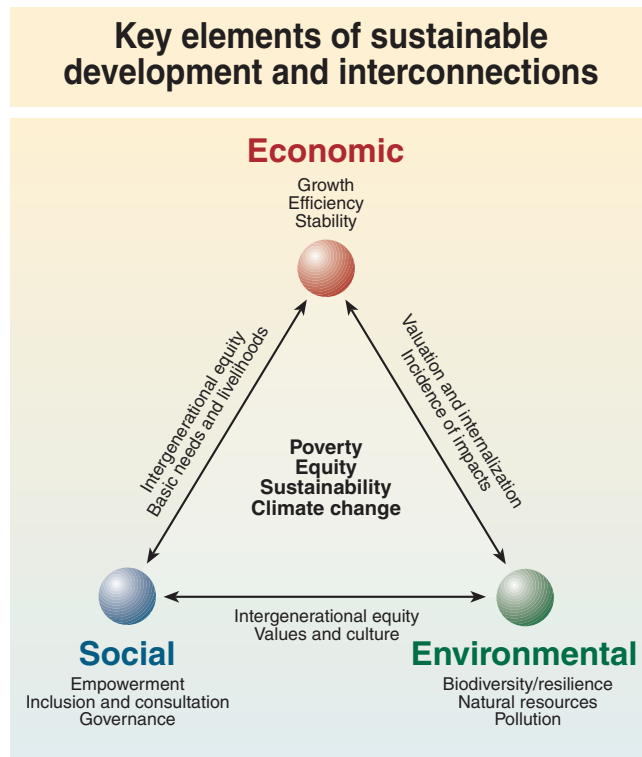 Key elements of sustainable
development and interconnections
Economic
Growth
Efficiency
Stability
Intergenerational equity
Basic needs and livelihoods
Valuation and internalization
Incidence of impacts
Poverty
Equity
Sustainability
Climate change
Intergenerational equity
Values and culture
Social
Empowerment
Inclusion and consultation
Governance
Environmental
Biodiversity/resilience
Natural resources
Pollution